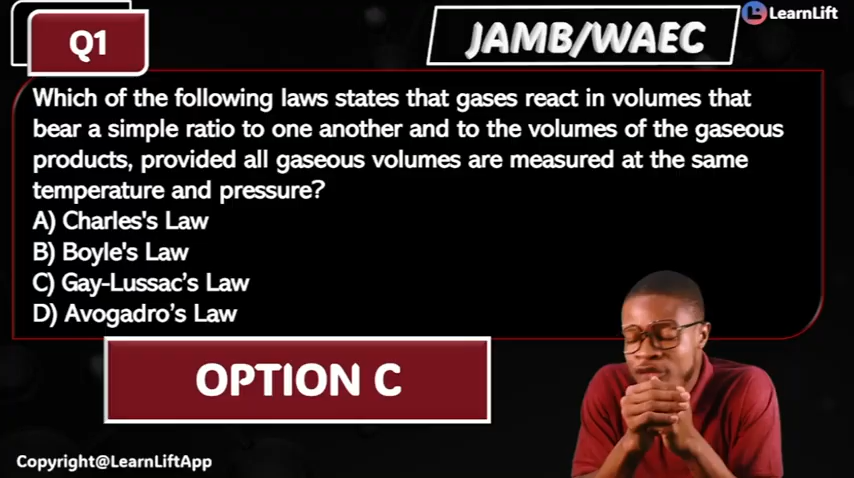 Q1
JAMB/WAEC
LearnLift
Which of the following laws states that gases react in volumes that
bear a simple ratio to one another and to the volumes of the gaseous
products, provided all gaseous volumes are measured at the same
temperature and pressure?
A) Charles's Law
B) Boyle's Law
C) Gay-Lussac’s Law
D) Avogadro’s Law
OPTION C
Copyright@LearnLiftApp